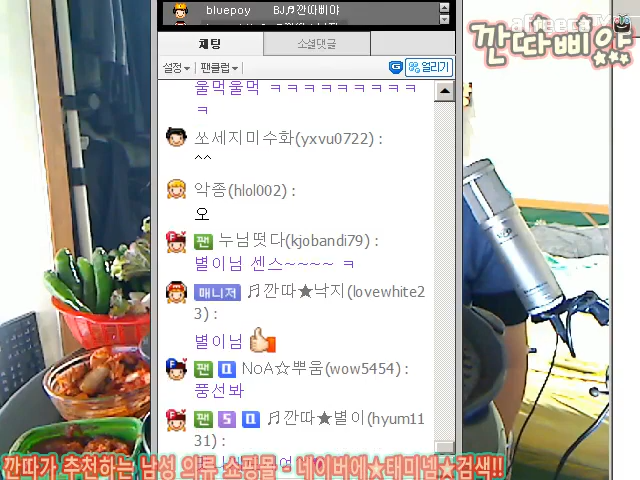 bluepoy BJ♬깐따삐야
afreecaTV
깐따삐야
채팅 소셜댓글
설정 팬클럽 얼리기
울먹울먹 ㅋㅋㅋㅋㅋㅋㅋㅋㅋ
ㅋ
쏘세지미수화(yxvu0722) :
^^
악종(hlol002) :
오
팬 누님떳다(kjobandi79) :
별이님 센스~~~~ ㅋ
매니저 ♬깐따★낙지(lovewhite2
3) :
별이님
팬 NoA☆뿌움(wow5454) :
풍선봐
팬 S ♬깐따★별이(hyum11
31) :
깐따가 추천하는 남성 의류 쇼핑몰 - 네이버에★태미넴★검색!!